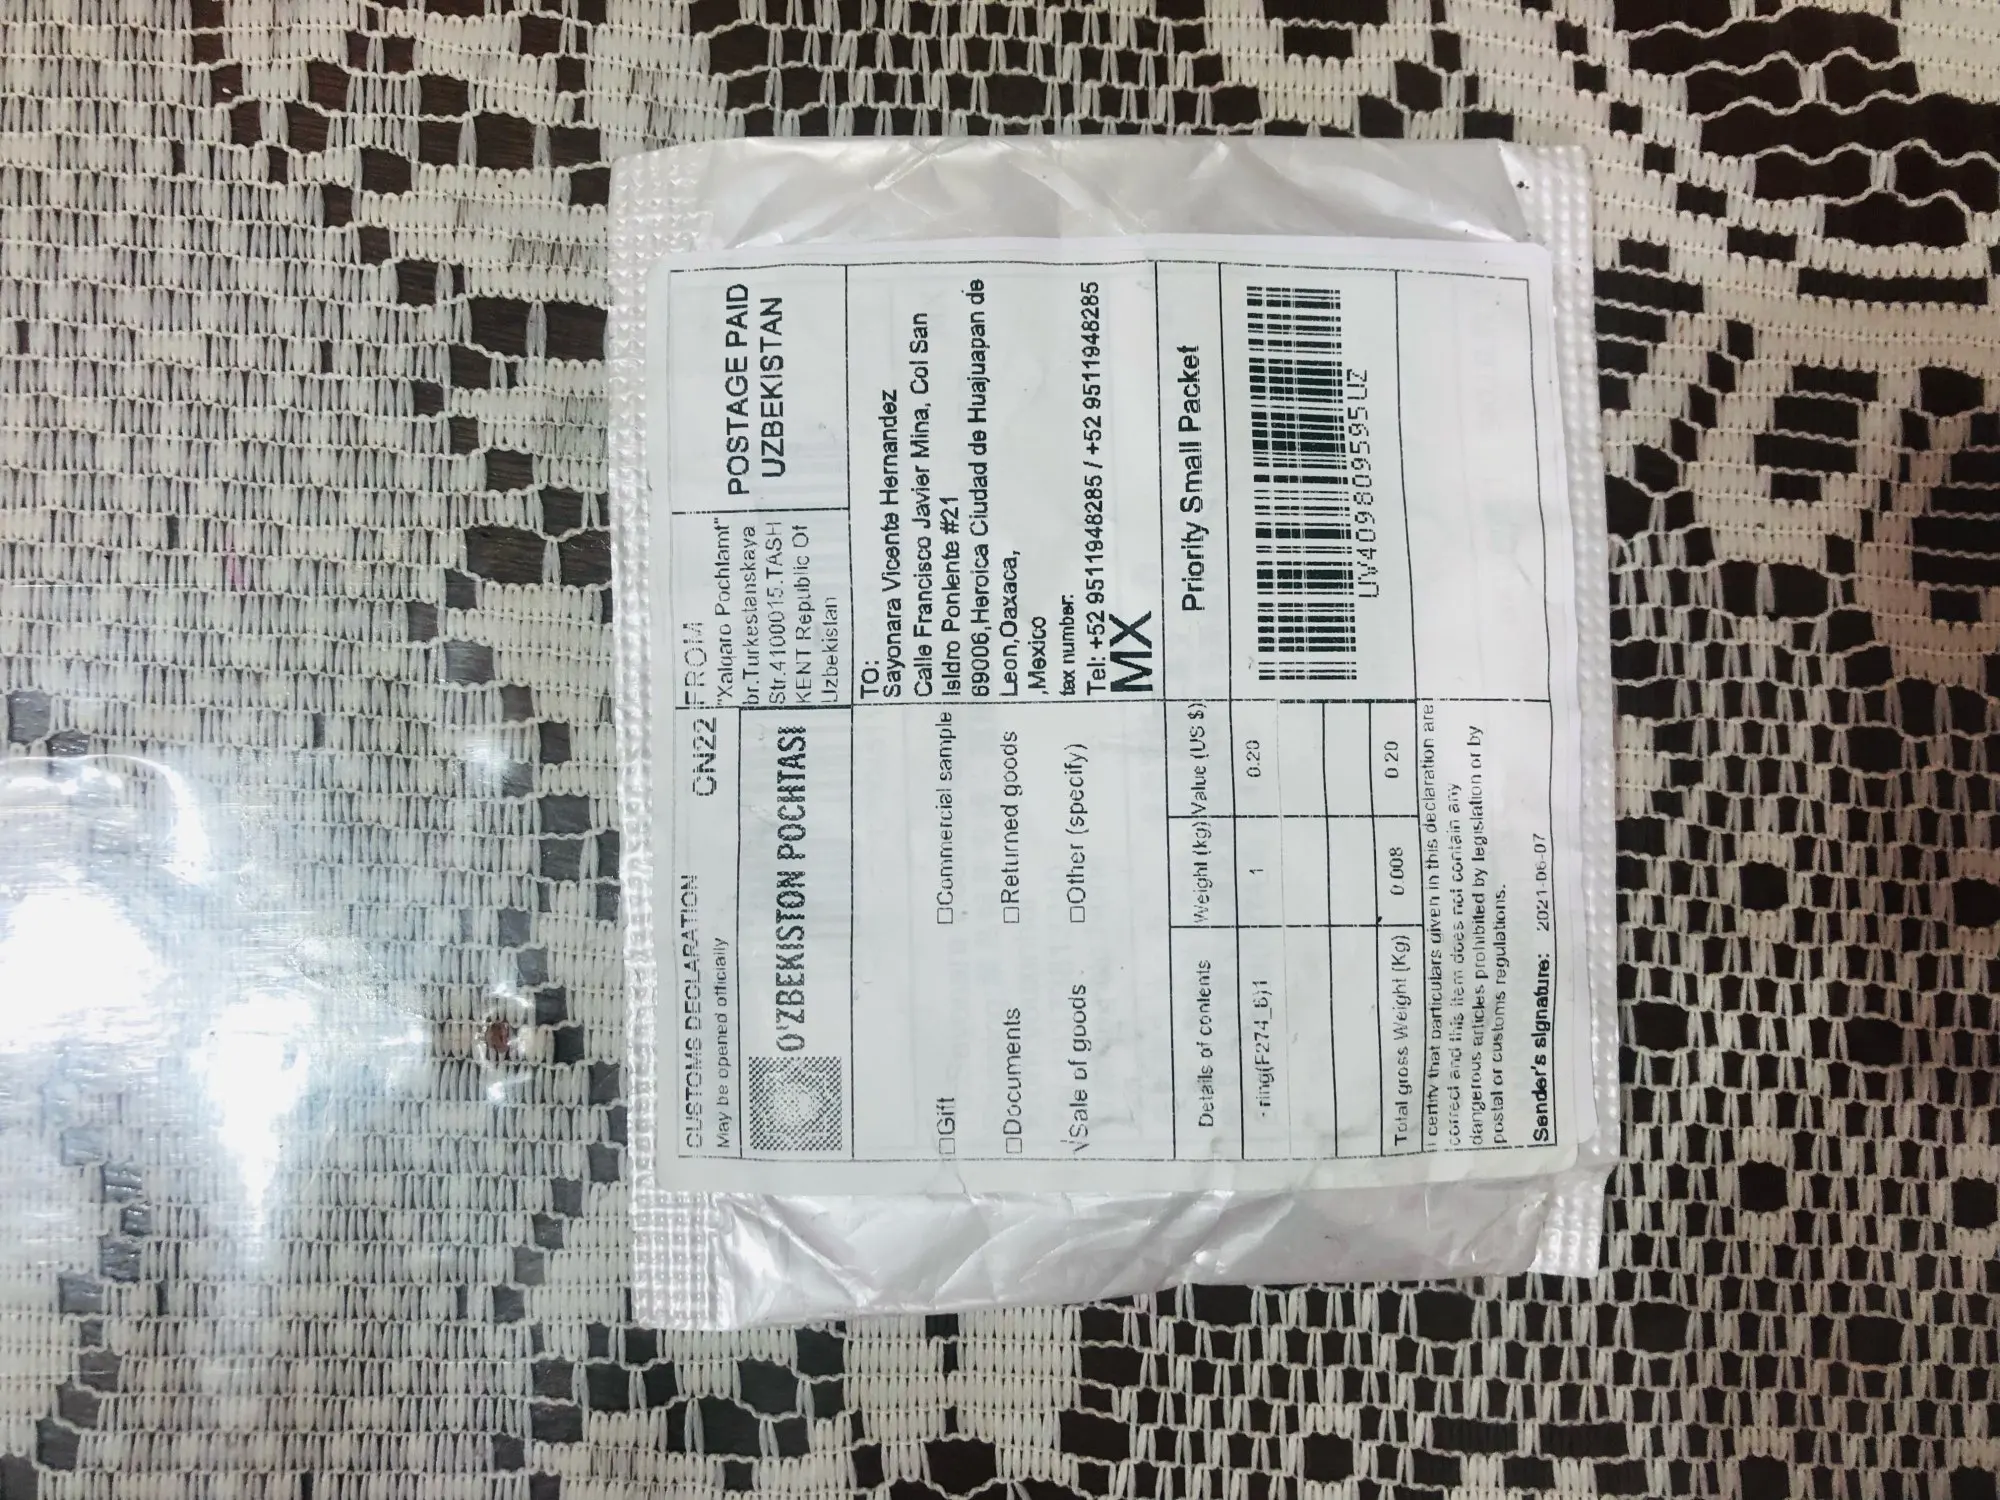 CUSTOMS DECLARATION CN22
May be opened officially
O'ZBEKISTON POCHTASI
FROM
"Xalqaro Pochtamt"
br.Turkestanskaya
Str.4100015.TASH
KENT Republic Of
Uzbekistan
POSTAGE PAID
UZBEKISTAN
□Gift □Commercial sample
□Documents □Returned goods
√Sale of goods □Other (specify)
TO:
Sayonara Vicente Hernandez
Calle Francisco Javier Mina, Col San
Isidro Poniente #21
69006,Heroica Ciudad de Huajuapan de
Leon,Oaxaca,
,Mexico
tax number:
Tel: +52 9511948285 / +52 9511948285
MX
Details of contents Weight (kg) Value (US $)
1 0.20
Total gross Weight (Kg) 0.008 0.20
Priority Small Packet
UV409809595UZ
I certify that particulars given in this declaration are
correct and this item does not contain any
dangerous articles prohibited by legislation or by
postal or customs regulations.
Sender's signature: 2021-06-07